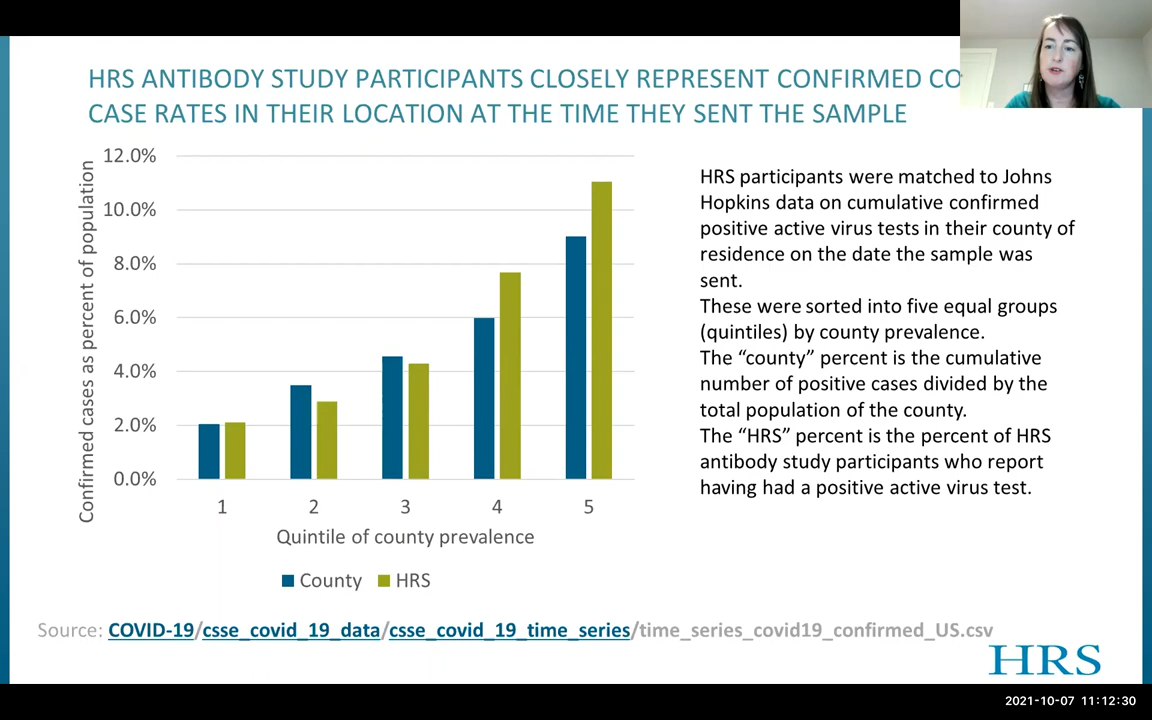 HRS ANTIBODY STUDY PARTICIPANTS CLOSELY REPRESENT CONFIRMED
CASE RATES IN THEIR LOCATION AT THE TIME THEY SENT THE SAMPLE
Confirmed cases as percent of population
12.0%
10.0%
8.0%
6.0%
4.0%
2.0%
0.0%
1 2 3 4 5
Quintile of county prevalence
County HRS
HRS participants were matched to Johns
Hopkins data on cumulative confirmed
positive active virus tests in their county of
residence on the date the sample was
sent.
These were sorted into five equal groups
(quintiles) by county prevalence.
The “county” percent is the cumulative
number of positive cases divided by the
total population of the county.
The “HRS” percent is the percent of HRS
antibody study participants who report
having had a positive active virus test.
Source: COVID-19/csse_covid_19_data/csse_covid_19_time_series/time_series_covid19_confirmed_US.csv
HRS
2021-10-07 11:12:30